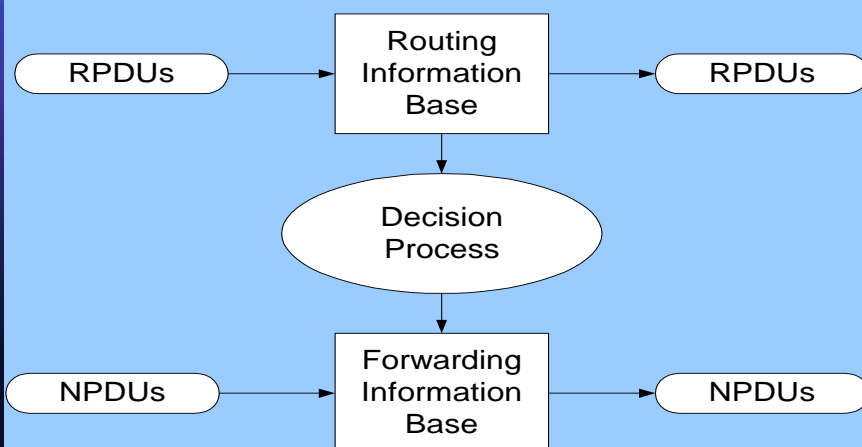 RPDUs
Routing
Information
Base
RPDUs
Decision
Process
NPDUs
Forwarding
Information
Base
NPDUs